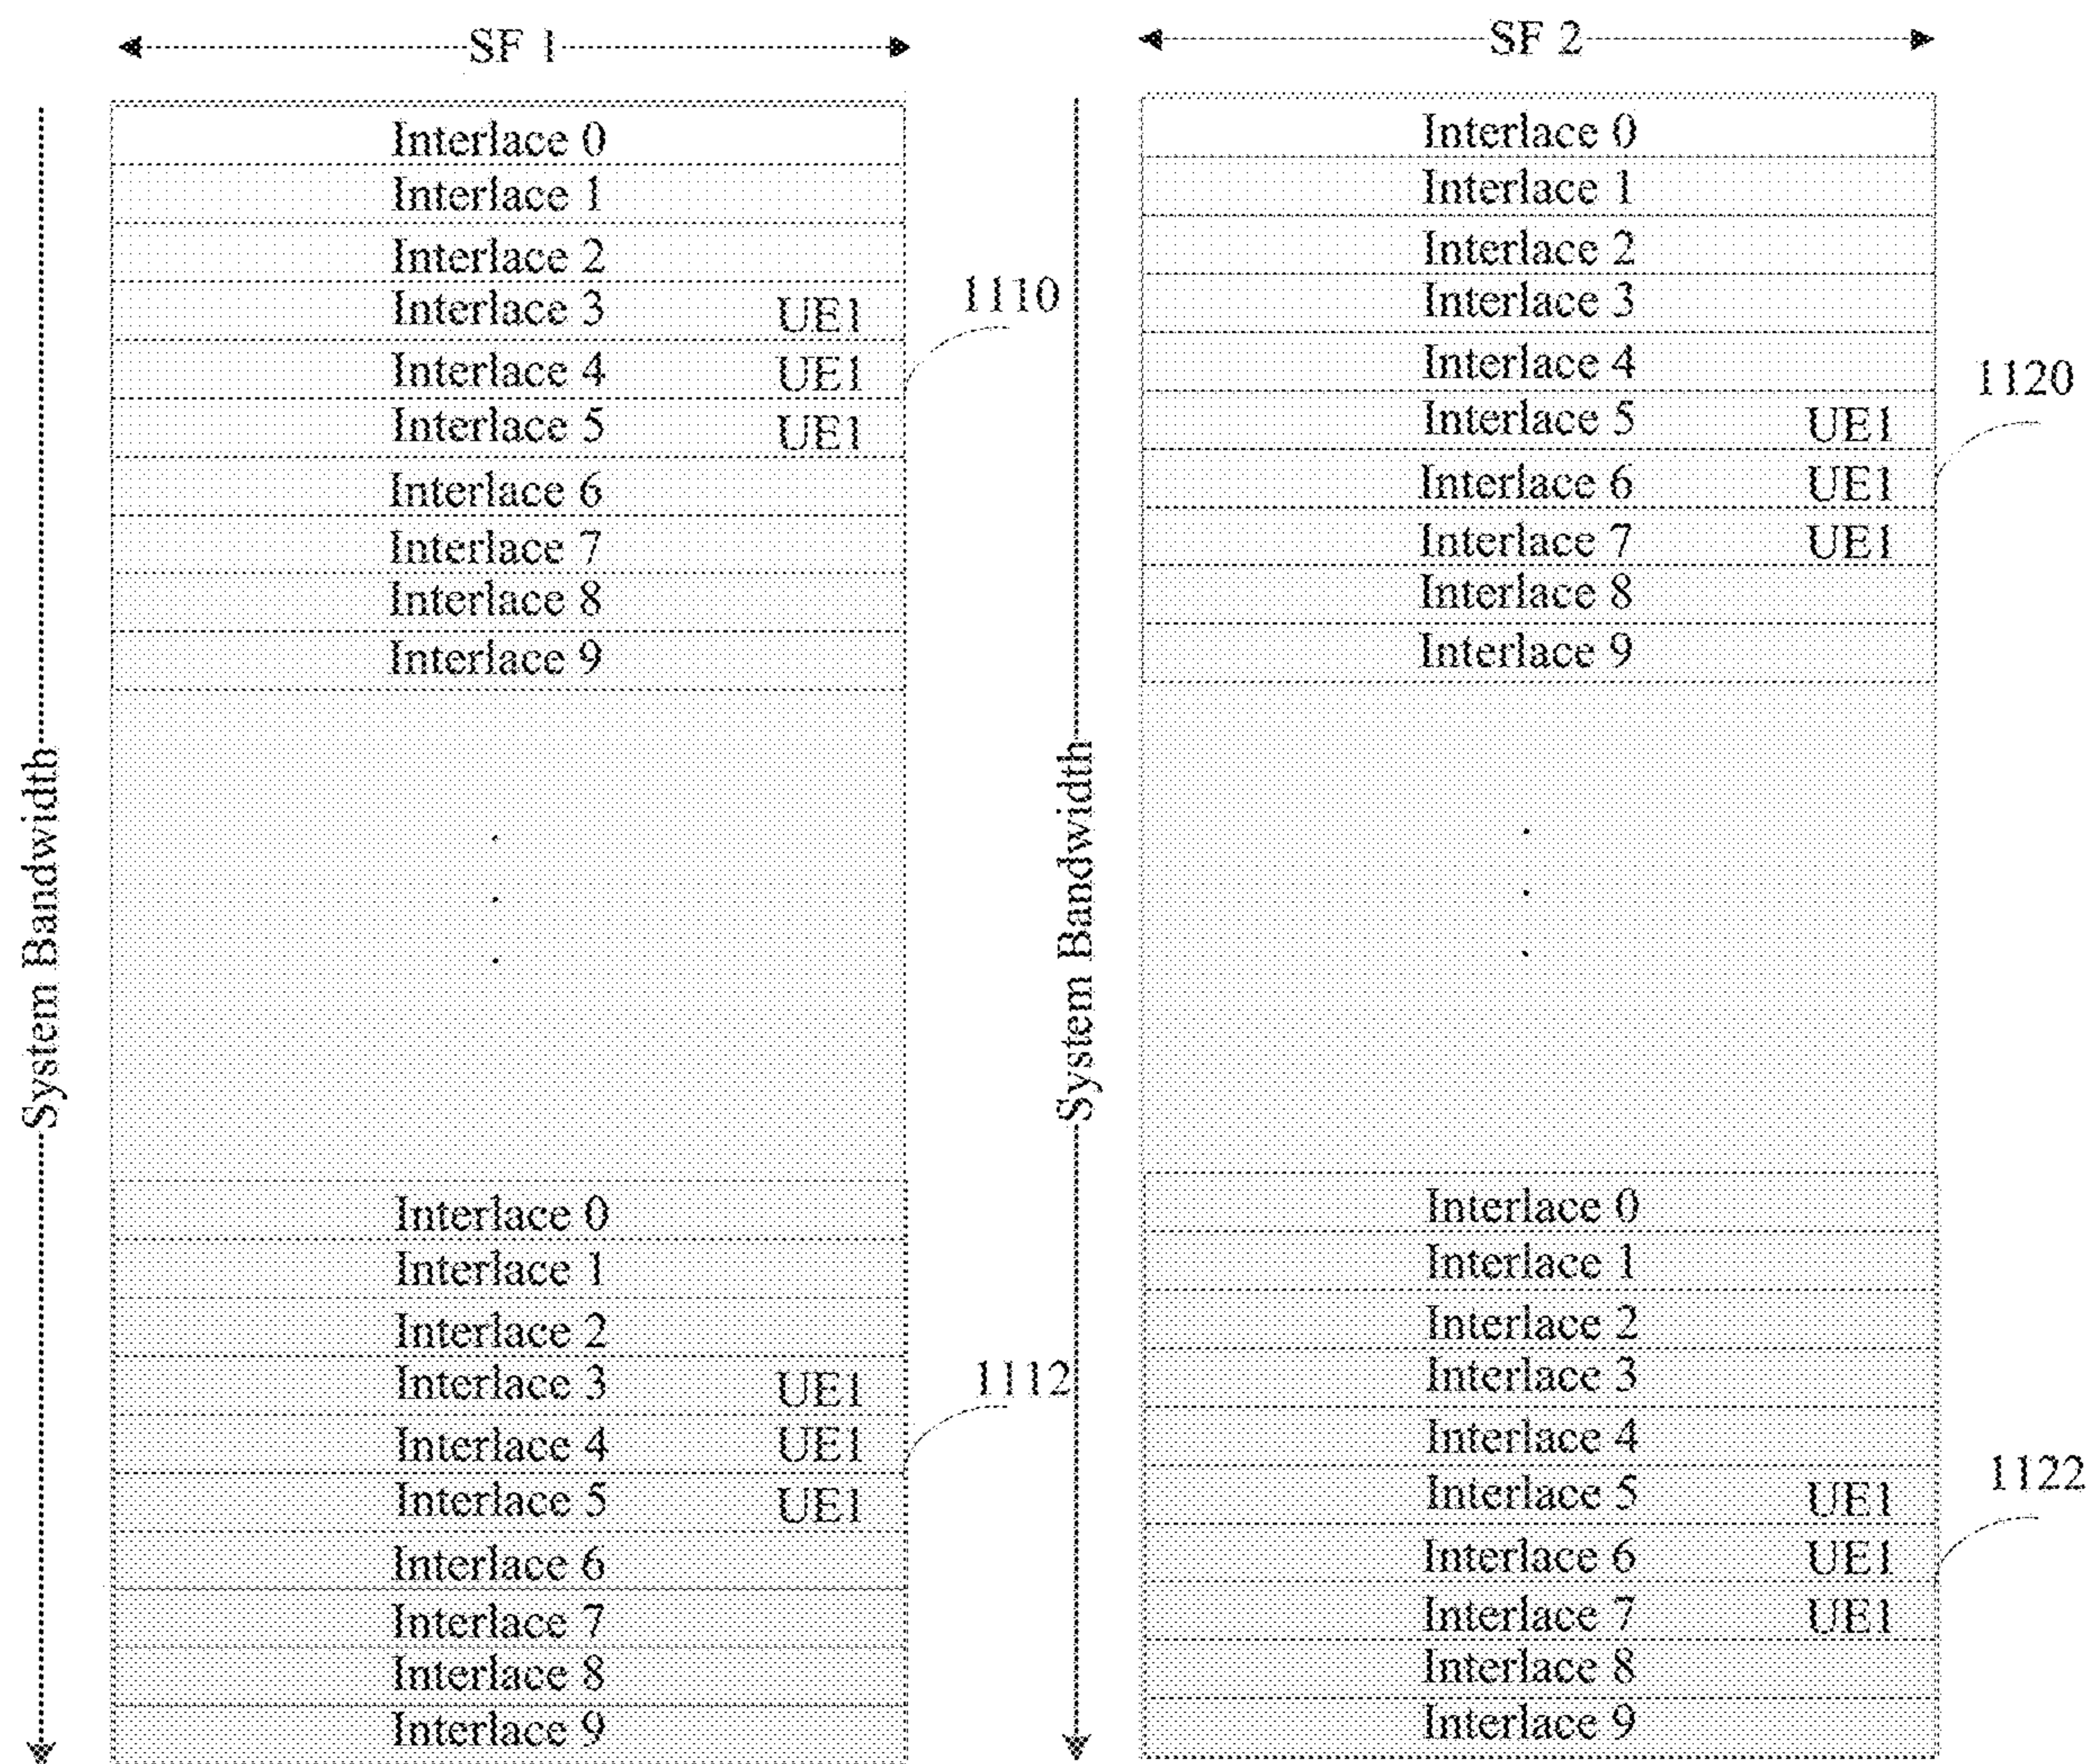 SF 1
System Bandwidth
Interlace 0
Interlace 1
Interlace 2
Interlace 3 UE1
Interlace 4 UE1
Interlace 5 UE1
Interlace 6
Interlace 7
Interlace 8
Interlace 9
.
.
.
Interlace 0
Interlace 1
Interlace 2
Interlace 3 UE1
Interlace 4 UE1
Interlace 5 UE1
Interlace 6
Interlace 7
Interlace 8
Interlace 9
1110
1112
SF 2
System Bandwidth
Interlace 0
Interlace 1
Interlace 2
Interlace 3
Interlace 4
Interlace 5 UE1
Interlace 6 UE1
Interlace 7 UE1
Interlace 8
Interlace 9
.
.
.
Interlace 0
Interlace 1
Interlace 2
Interlace 3
Interlace 4
Interlace 5 UE1
Interlace 6 UE1
Interlace 7 UE1
Interlace 8
Interlace 9
1120
1122